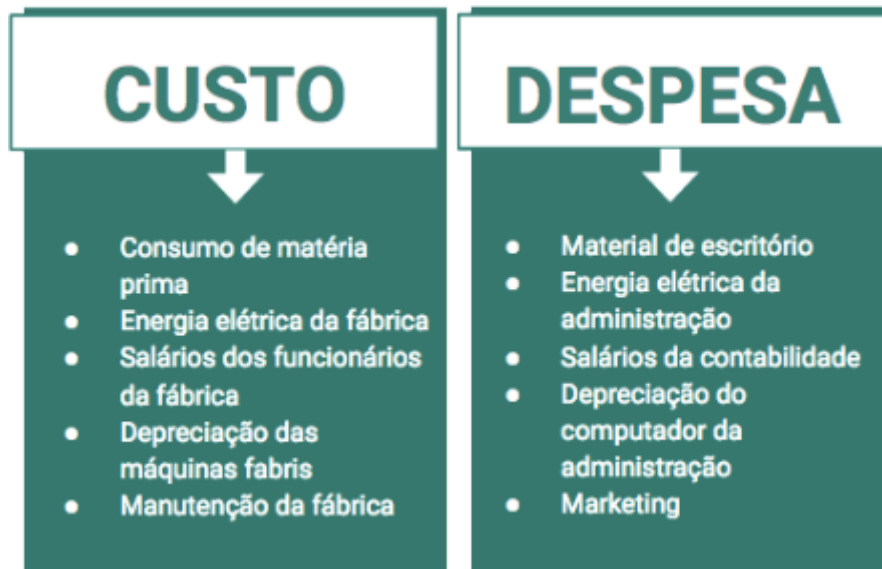 CUSTO
● Consumo de matéria
prima
● Energia elétrica da fábrica
● Salários dos funcionários
da fábrica
● Depreciação das
máquinas fabris
● Manutenção da fábrica
DESPESA
● Material de escritório
● Energia elétrica da
administração
● Salários da contabilidade
● Depreciação do
computador da
administração
● Marketing